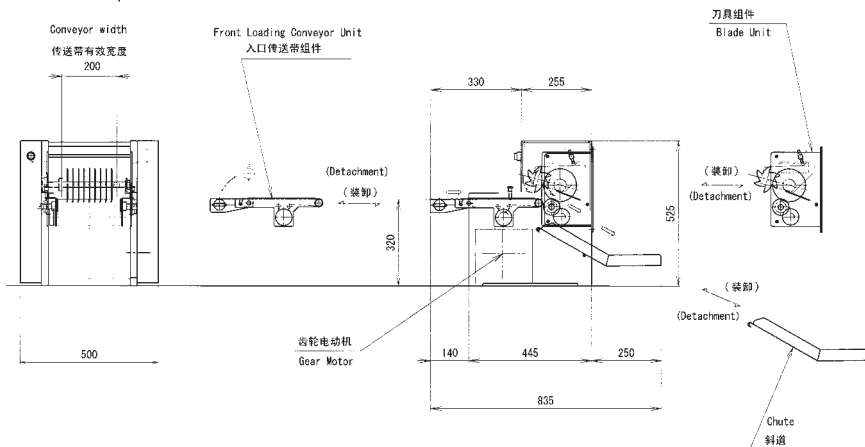 Conveyor width
传送带有效宽度
200
Front Loading Conveyor Unit
入口传送带组件
刀具组件
Blade Unit
330
255
(Detachment)
(装卸)
(装卸)
(Detachment)
320
525
(装卸)
(Detachment)
齿轮电动机
Gear Motor
500
140
445
250
835
Chute
斜道